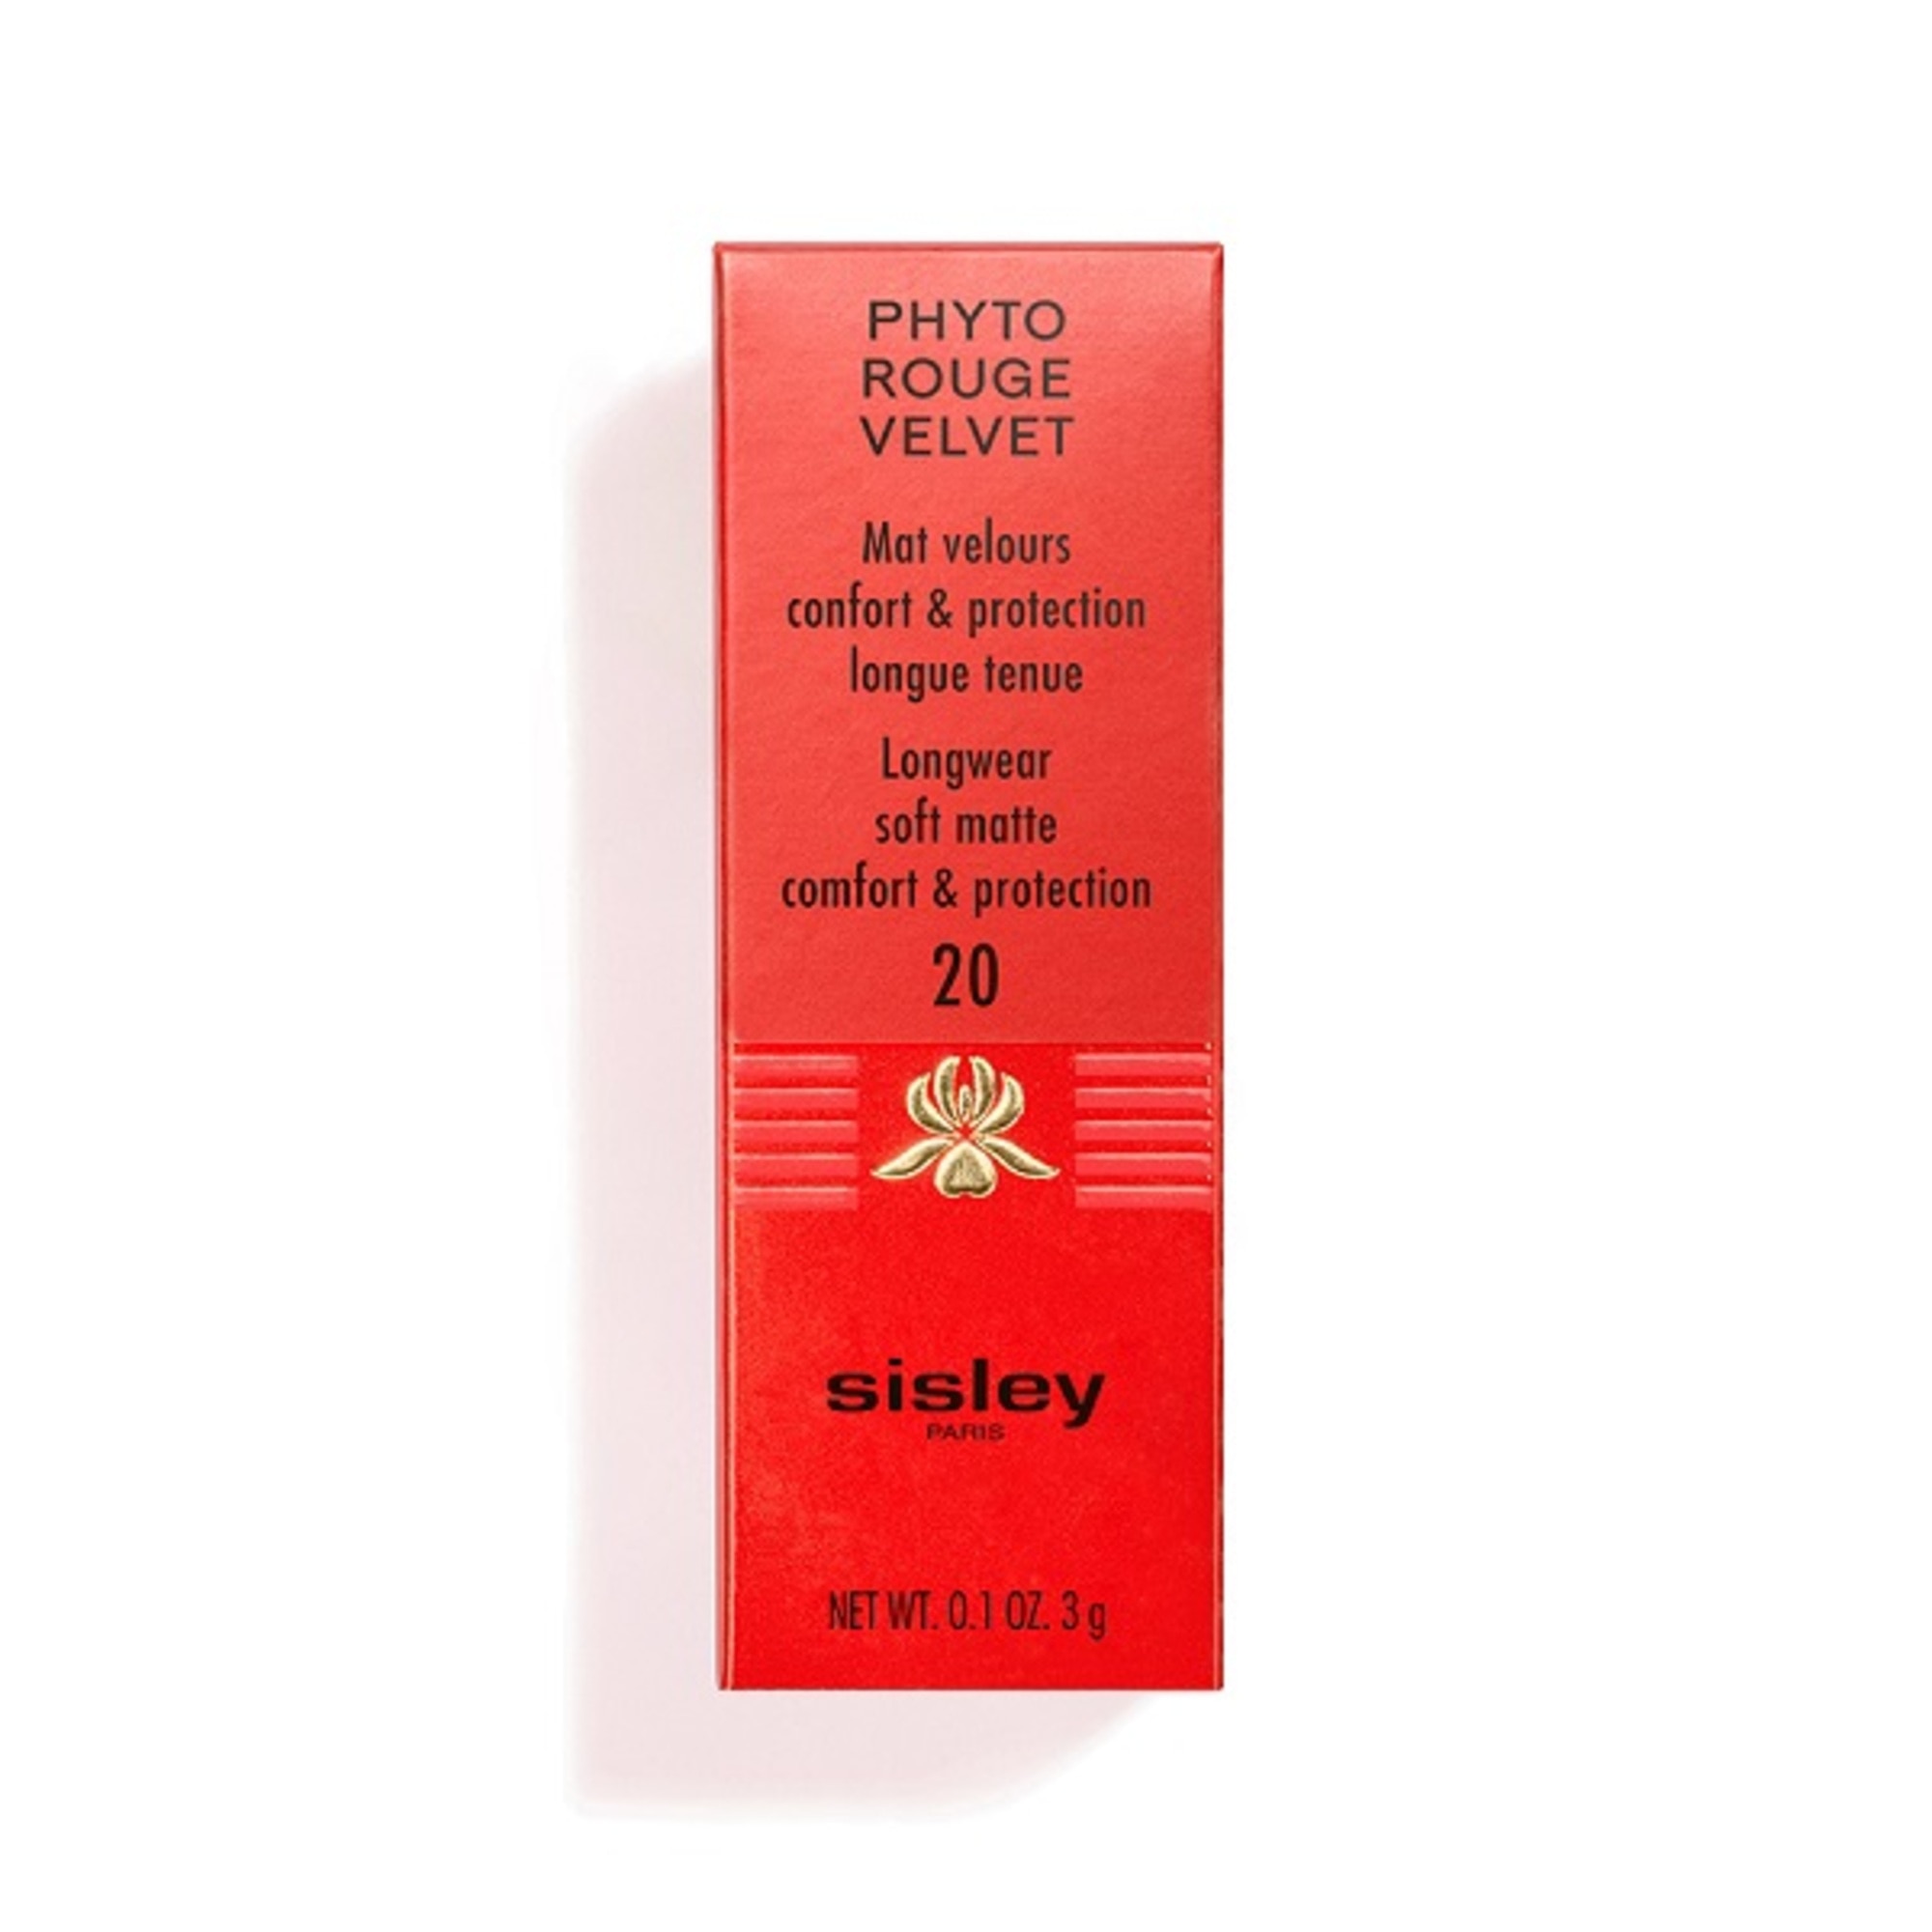 PHYTO
ROUGE
VELVET
Mat velours
confort & protection
longue tenue
Longwear
soft matte
comfort & protection
20
sisley
PARIS
NET WT. 0.1 OZ. 3 g